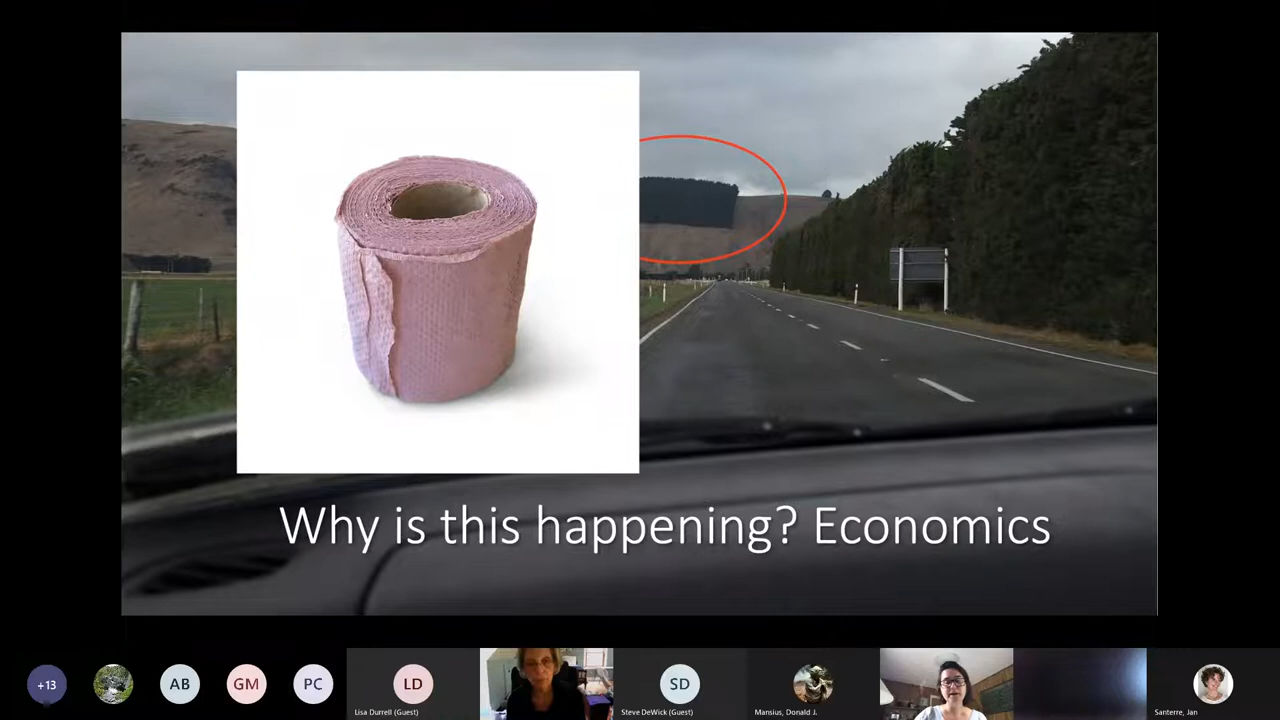 Why is this happening? Economics
+13
AB
GM
PC
LD
Lisa Durrell (Guest)
SD
Steve DeWick (Guest)
Mansius, Donald J.
Santerre, Jan